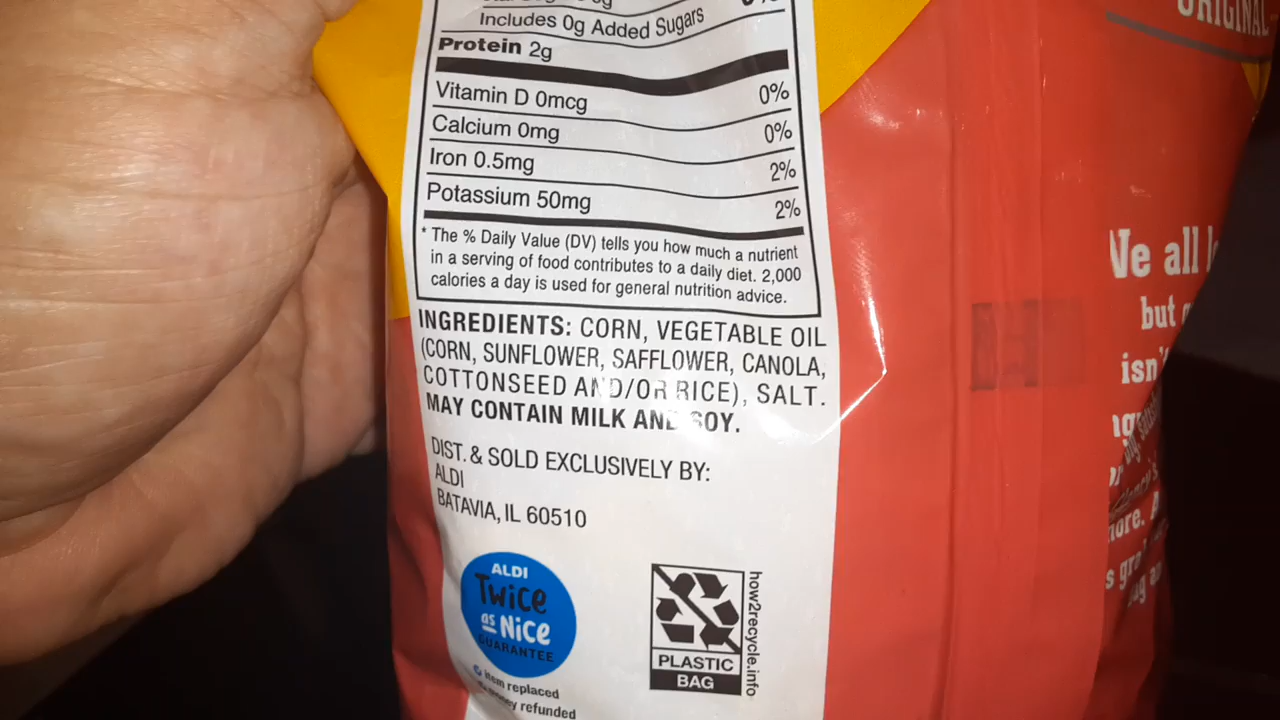 Includes 0g Added Sugars
Protein 2g
Vitamin D 0mcg 0%
Calcium 0mg 0%
Iron 0.5mg 2%
Potassium 50mg 2%
* The % Daily Value (DV) tells you how much a nutrient
in a serving of food contributes to a daily diet. 2,000
calories a day is used for general nutrition advice.
INGREDIENTS: CORN, VEGETABLE OIL
(CORN, SUNFLOWER, SAFFLOWER, CANOLA,
COTTONSEED AND/OR RICE), SALT.
MAY CONTAIN MILK AND SOY.
DIST. & SOLD EXCLUSIVELY BY:
ALDI
BATAVIA, IL 60510
ALDI
Twice
as Nice
GUARANTEE
item replaced
refunded
PLASTIC
BAG
how2recycle.info
ORIGINAL
We all
but